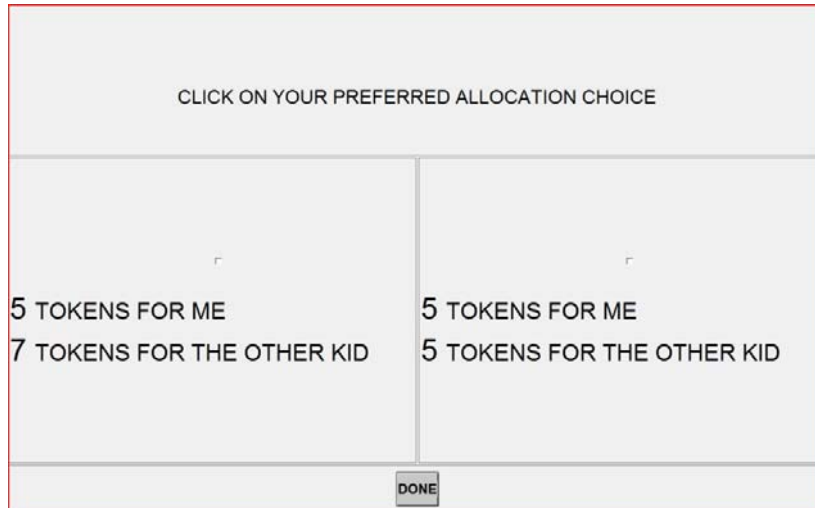 CLICK ON YOUR PREFERRED ALLOCATION CHOICE
5 TOKENS FOR ME
7 TOKENS FOR THE OTHER KID
5 TOKENS FOR ME
5 TOKENS FOR THE OTHER KID
DONE